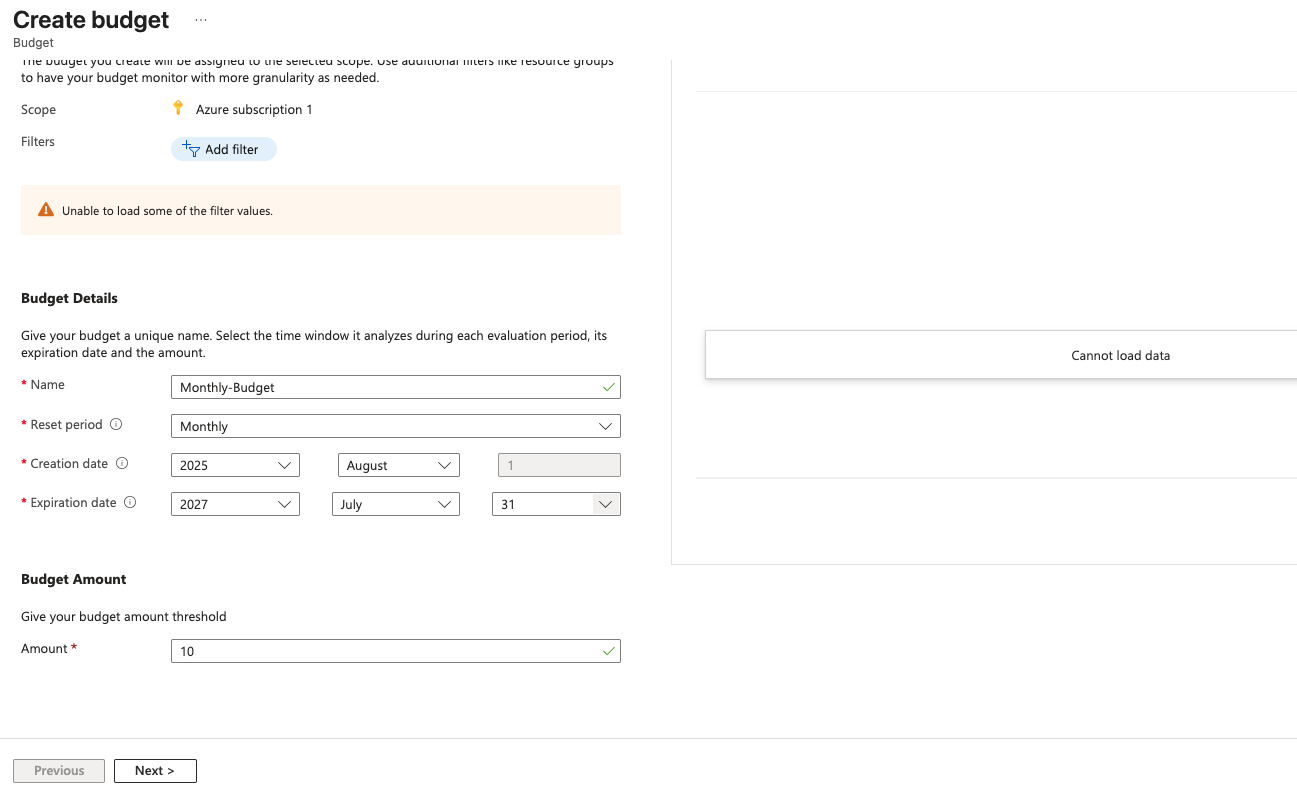 Create budget ...
Budget
The budget you create will be assigned to the selected scope. Use additional filters like resource groups
to have your budget monitor with more granularity as needed.
Scope Azure subscription 1
Filters Add filter
Unable to load some of the filter values.
Budget Details
Give your budget a unique name. Select the time window it analyzes during each evaluation period, its
expiration date and the amount.
* Name Monthly-Budget
* Reset period Monthly
* Creation date 2025 August 1
* Expiration date 2027 July 31
Budget Amount
Give your budget amount threshold
Amount * 10
Cannot load data
Previous Next >